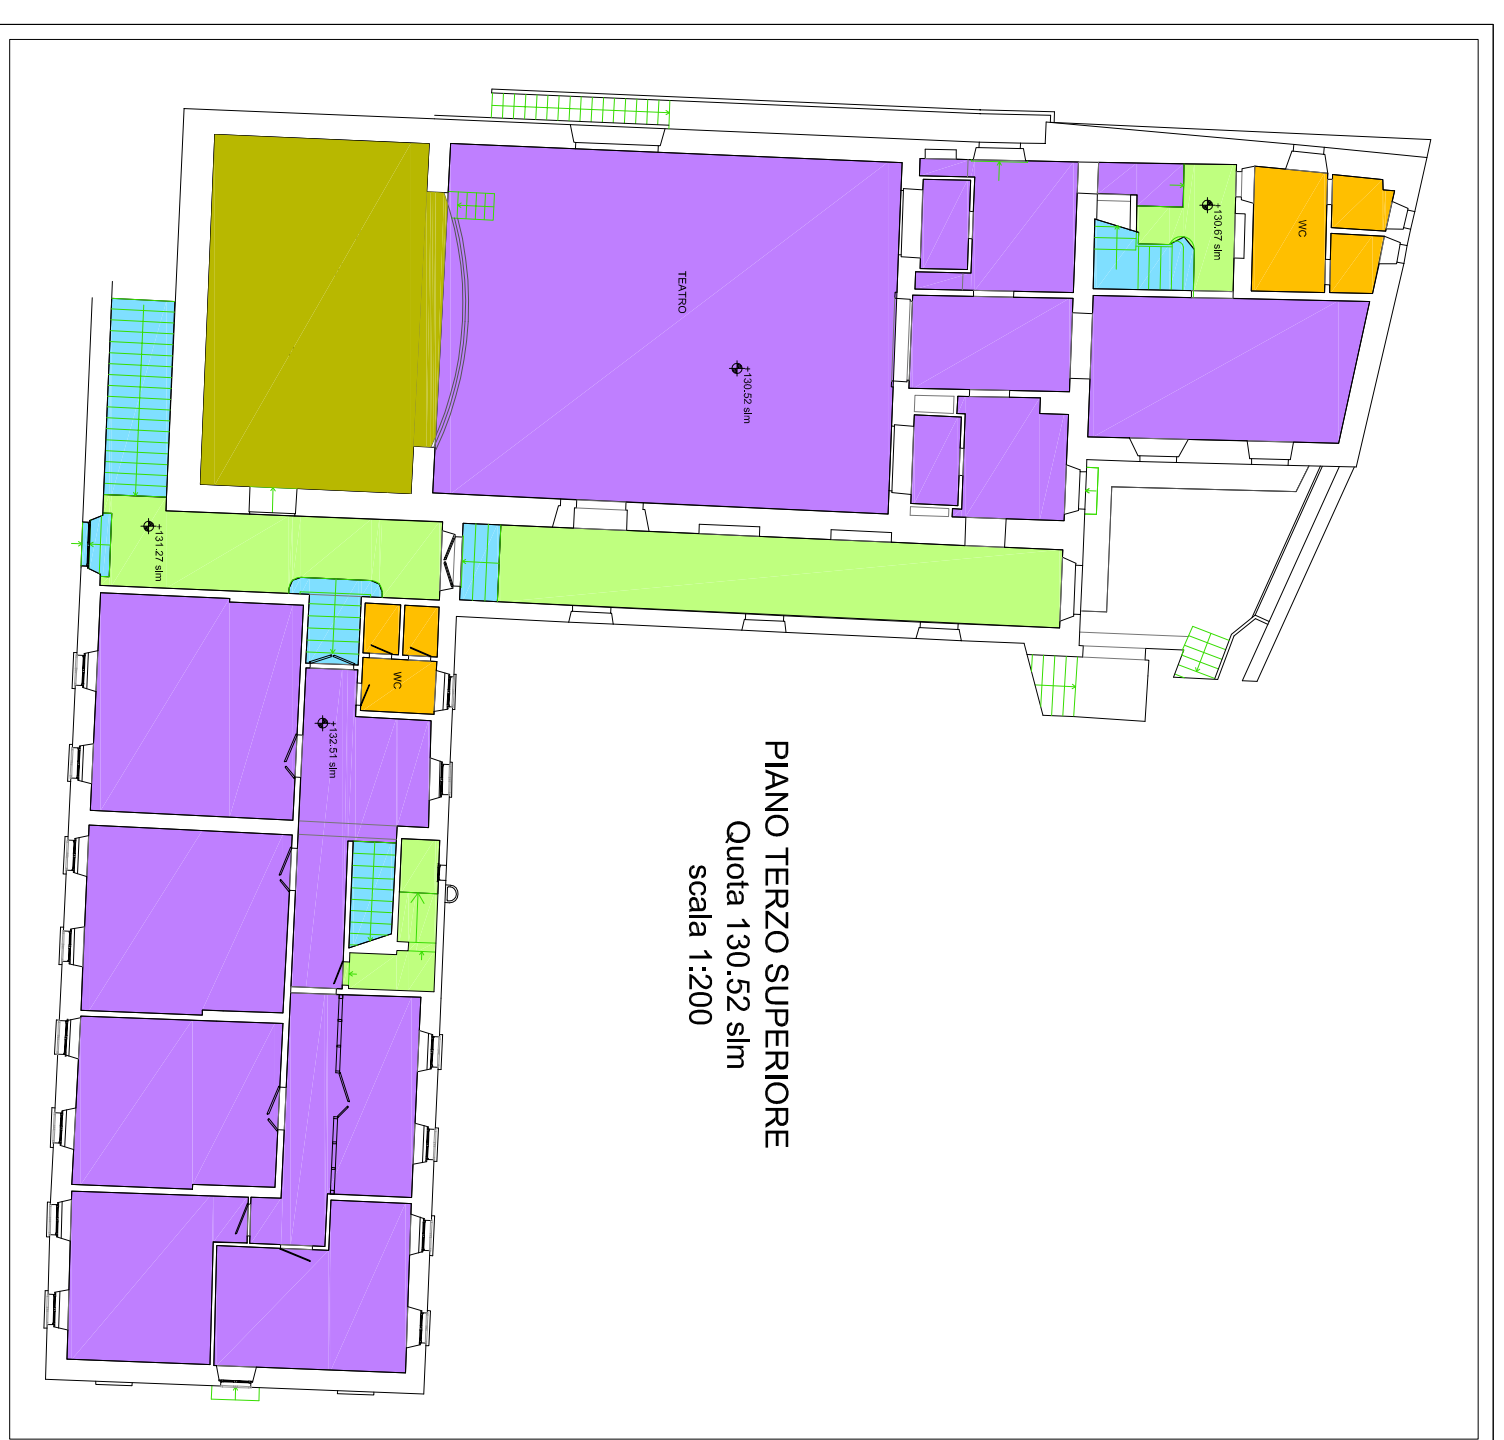 WC
+130.67 slm
TEATRO
+130.52 slm
+131.27 slm
WC
+132.51 slm
PIANO TERZO SUPERIORE
Quota 130.52 slm
scala 1:200